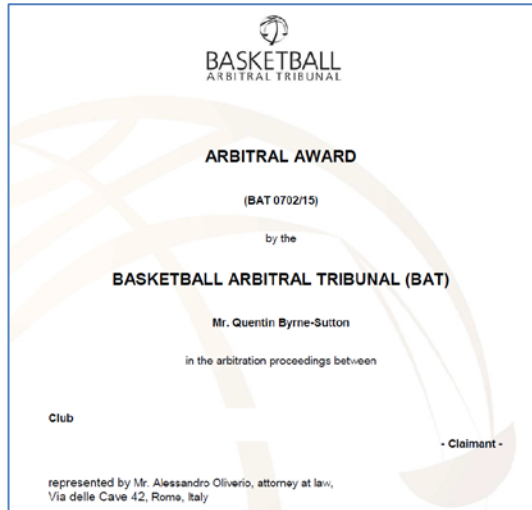 BASKETBALL
ARBITRAL TRIBUNAL
ARBITRAL AWARD
(BAT 0702/15)
by the
BASKETBALL ARBITRAL TRIBUNAL (BAT)
Mr. Quentin Byrne-Sutton
in the arbitration proceedings between
Club
- Claimant -
represented by Mr. Alessandro Oliverio, attorney at law,
Via delle Cave 42, Rome, Italy